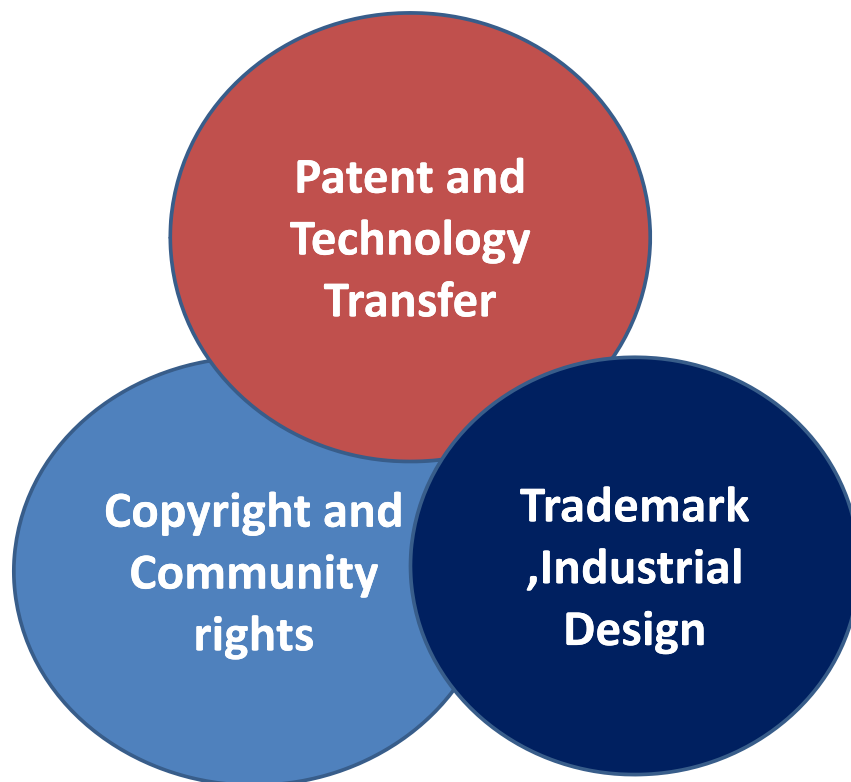 Patent and
Technology
Transfer
Copyright and
Community
rights
Trademark
,Industrial
Design